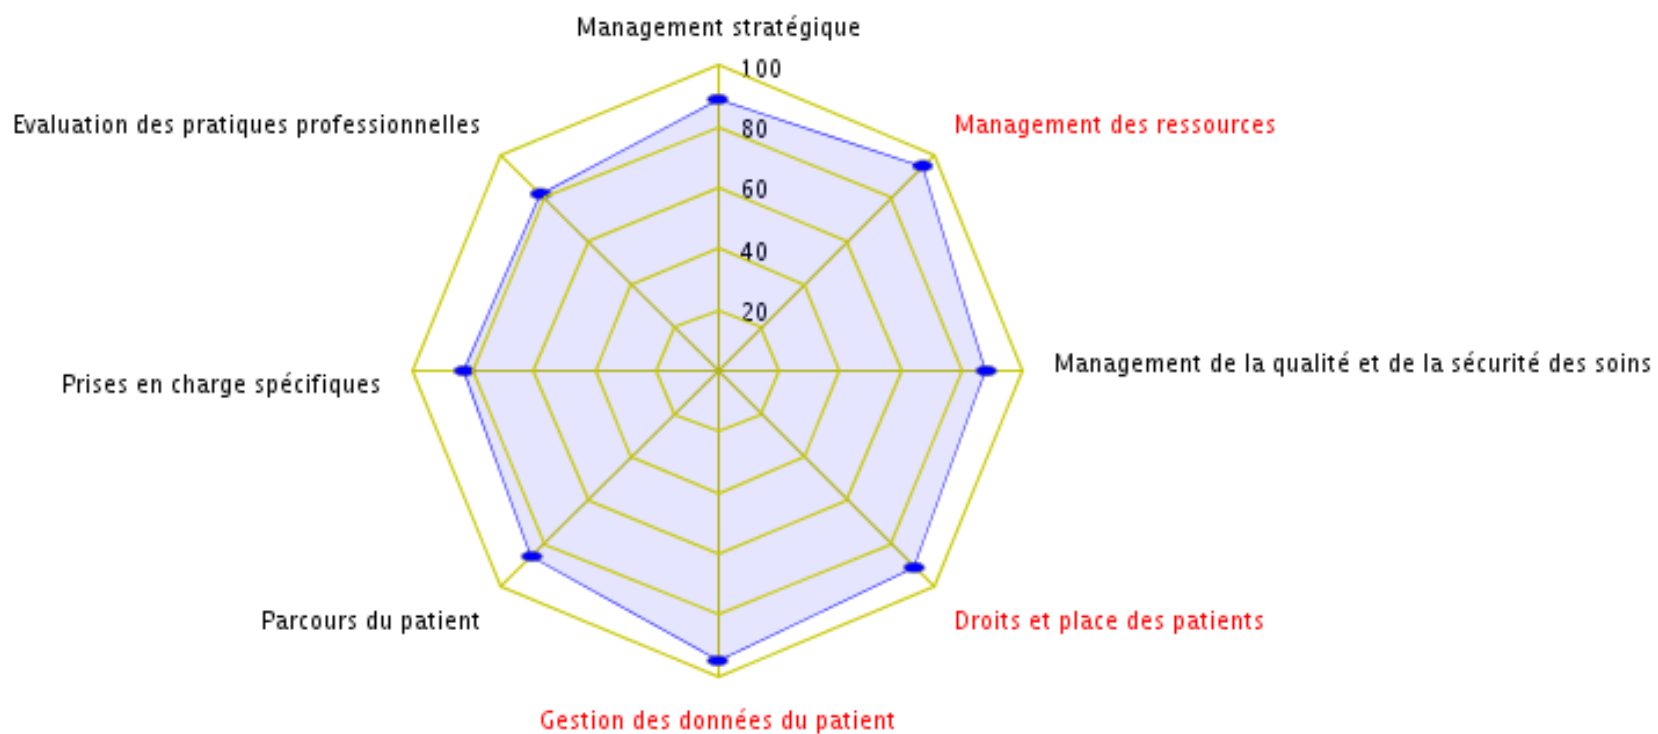 Management stratégique
100
Evaluation des pratiques professionnelles
Management des ressources
80
60
40
20
Management de la qualité et de la sécurité des soins
Prises en charge spécifiques
Parcours du patient
Droits et place des patients
Gestion des données du patient